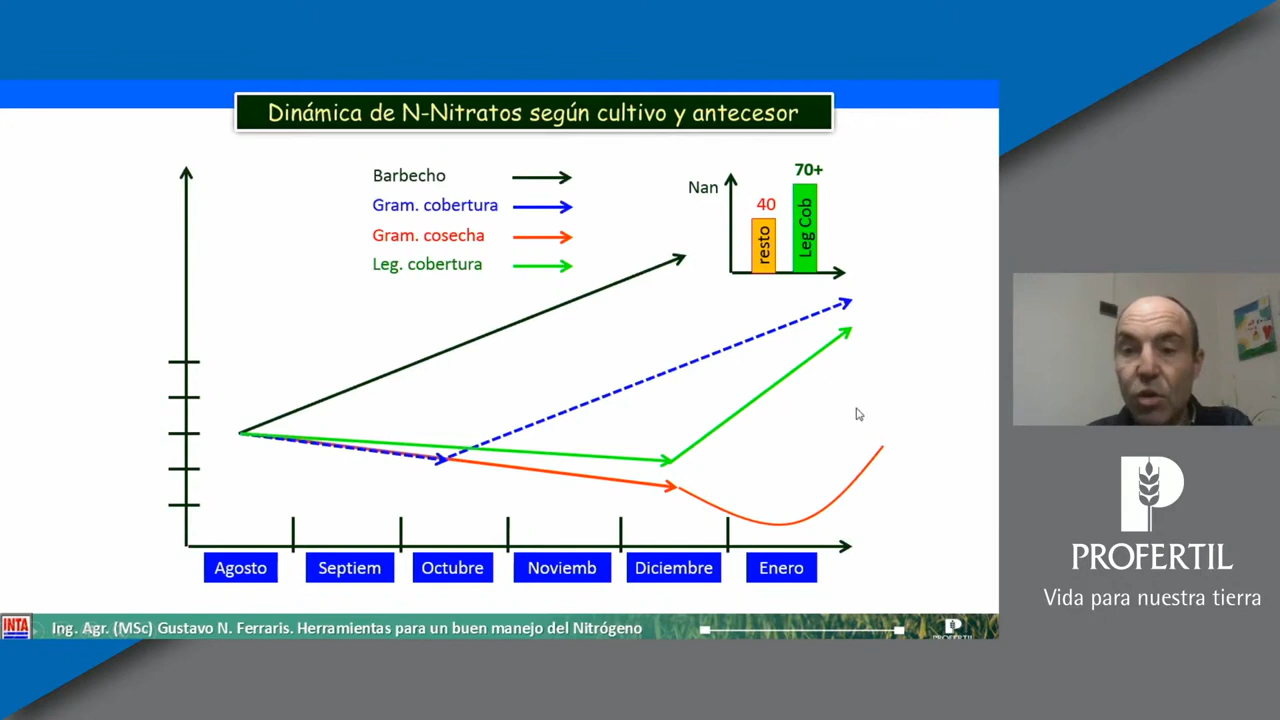 Dinámica de N-Nitratos según cultivo y antecesor
Barbecho
Gram. cobertura
Gram. cosecha
Leg. cobertura
Nan
40
70+
resto
Leg Cob
Agosto
Septiem
Octubre
Noviemb
Diciembre
Enero
INTA
Ing. Agr. (MSc) Gustavo N. Ferraris. Herramientas para un buen manejo del Nitrógeno
PROFERTIL
PROFERTIL
Vida para nuestra tierra